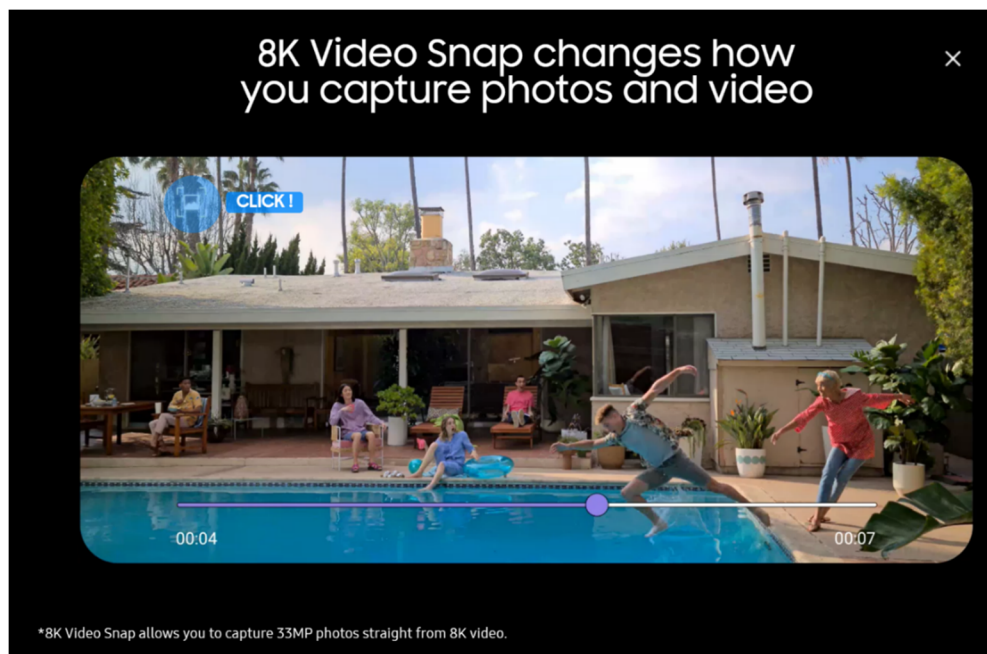 8K Video Snap changes how
you capture photos and video
CLICK !
00:04
00:07
*8K Video Snap allows you to capture 33MP photos straight from 8K video.